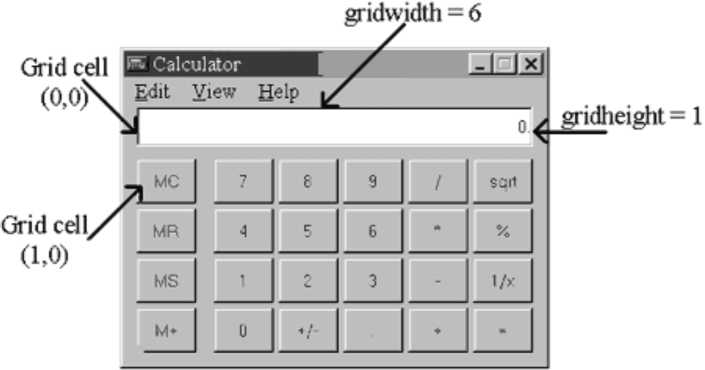 gridwidth = 6
Grid cell
(0,0)
Calculator
Edit View Help
0.
gridheight = 1
MC 7 8 9 / sqrt
Grid cell
(1,0)
MR 4 5 6 * %
MS 1 2 3 - 1/x
M+ 0 +/- . + =